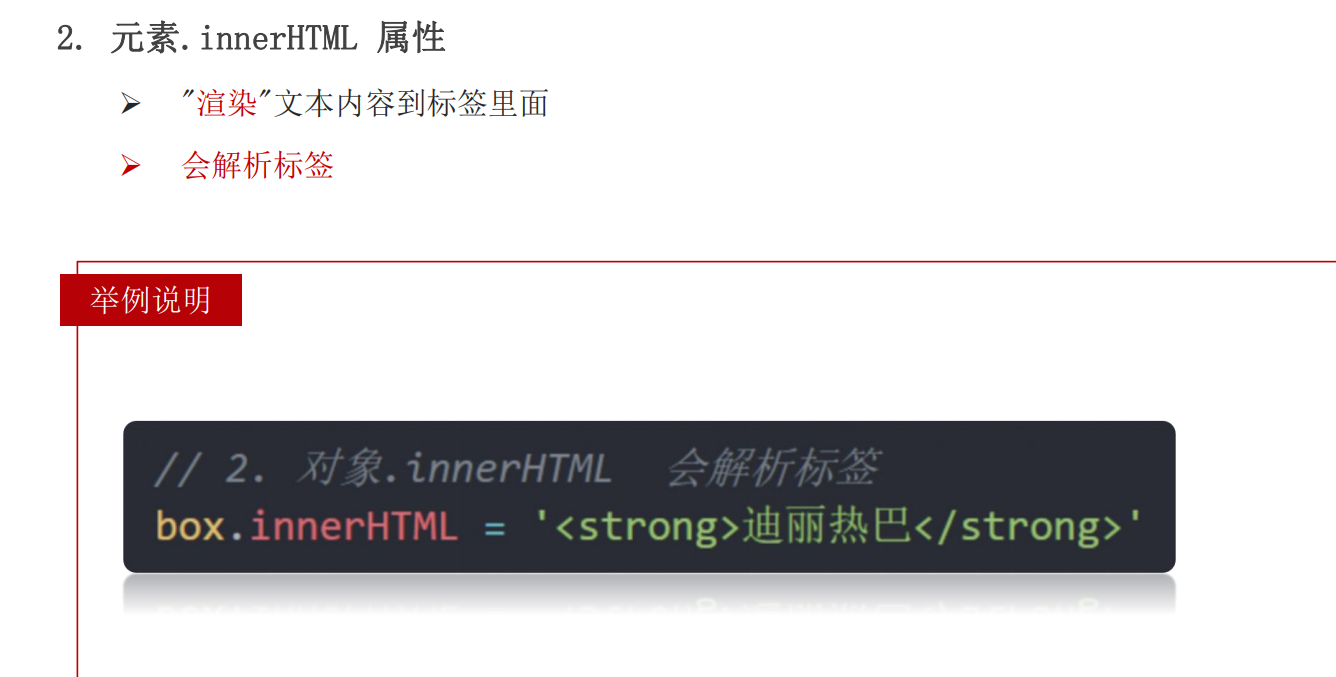 2. 元素.innerHTML 属性
➢ "渲染"文本内容到标签里面
➢ 会解析标签
举例说明
// 2. 对象.innerHTML 会解析标签
box.innerHTML = '<strong>迪丽热巴</strong>'